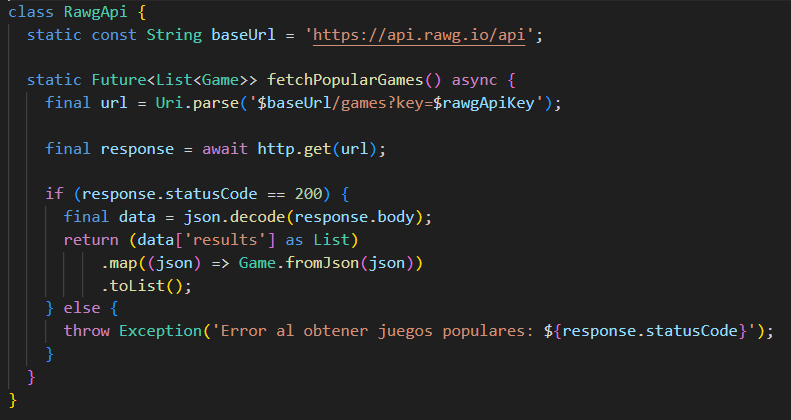 class RawgApi {
  static const String baseUrl = 'https://api.rawg.io/api';

  static Future<List<Game>> fetchPopularGames() async {
    final url = Uri.parse('$baseUrl/games?key=$rawgApiKey');

    final response = await http.get(url);

    if (response.statusCode == 200) {
      final data = json.decode(response.body);
      return (data['results'] as List)
          .map((json) => Game.fromJson(json))
          .toList();
    } else {
      throw Exception('Error al obtener juegos populares: ${response.statusCode}');
    }
  }
}